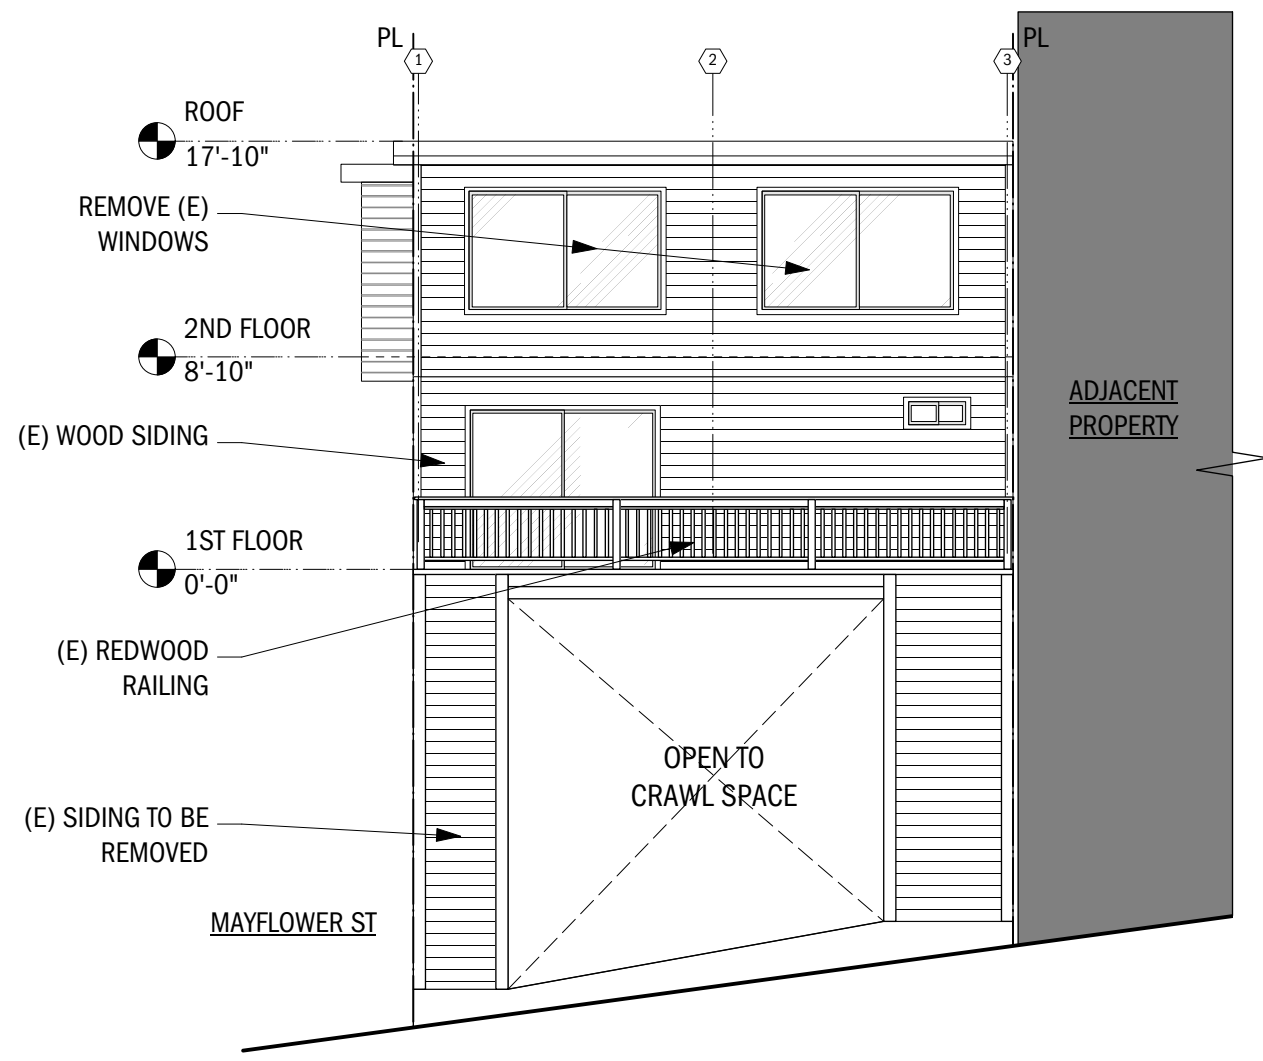 PL
1
2
3
PL
ROOF
17'-10"
REMOVE (E)
WINDOWS
2ND FLOOR
8'-10"
ADJACENT
PROPERTY
(E) WOOD SIDING
1ST FLOOR
0'-0"
(E) REDWOOD
RAILING
OPEN TO
CRAWL SPACE
(E) SIDING TO BE
REMOVED
MAYFLOWER ST